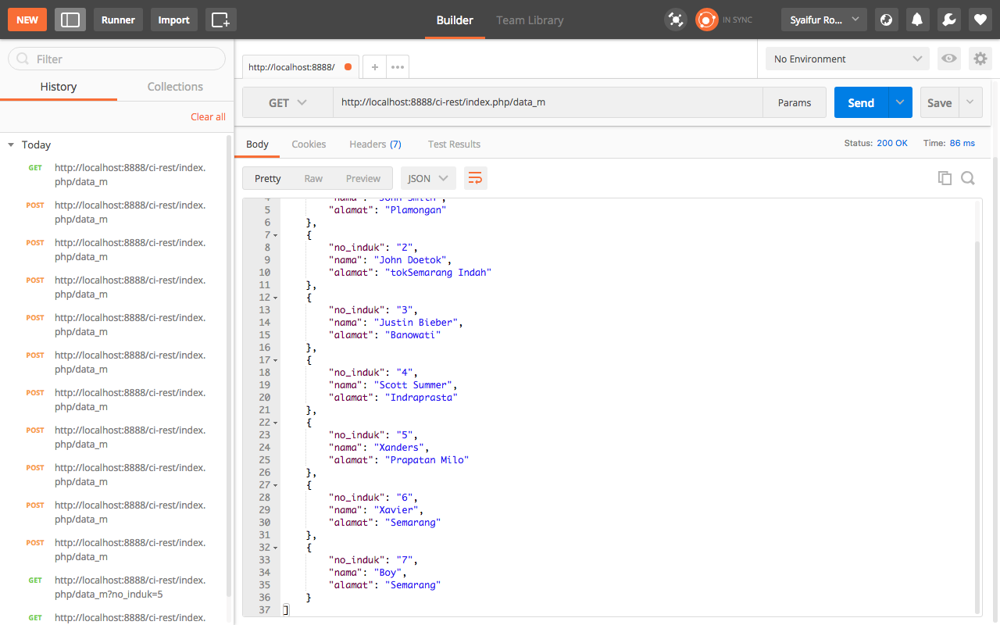 NEW Runner Import Builder Team Library IN SYNC Syaifur Ro...
Filter
History Collections
Clear all
Today
GET http://localhost:8888/ci-rest/index.
php/data_m
POST http://localhost:8888/ci-rest/index.
php/data_m
POST http://localhost:8888/ci-rest/index.
php/data_m
POST http://localhost:8888/ci-rest/index.
php/data_m
POST http://localhost:8888/ci-rest/index.
php/data_m
POST http://localhost:8888/ci-rest/index.
php/data_m
POST http://localhost:8888/ci-rest/index.
php/data_m
POST http://localhost:8888/ci-rest/index.
php/data_m
POST http://localhost:8888/ci-rest/index.
php/data_m
POST http://localhost:8888/ci-rest/index.
php/data_m
POST http://localhost:8888/ci-rest/index.
php/data_m
GET http://localhost:8888/ci-rest/index.
php/data_m?no_induk=5
GET http://localhost:8888/ci-rest/index.
http://localhost:8888/ + ••• No Environment
GET http://localhost:8888/ci-rest/index.php/data_m Params Send Save
Body Cookies Headers (7) Test Results Status: 200 OK Time: 86 ms
Pretty Raw Preview JSON
4 "nama": "John Smith",
5 "alamat": "Plamongan"
6 },
7 {
8 "no_induk": "2",
9 "nama": "John Doetok",
10 "alamat": "tokSemarang Indah"
11 },
12 {
13 "no_induk": "3",
14 "nama": "Justin Bieber",
15 "alamat": "Banowati"
16 },
17 {
18 "no_induk": "4",
19 "nama": "Scott Summer",
20 "alamat": "Indraprasta"
21 },
22 {
23 "no_induk": "5",
24 "nama": "Xanders",
25 "alamat": "Prapatan Milo"
26 },
27 {
28 "no_induk": "6",
29 "nama": "Xavier",
30 "alamat": "Semarang"
31 },
32 {
33 "no_induk": "7",
34 "nama": "Boy",
35 "alamat": "Semarang"
36 }
37 ]